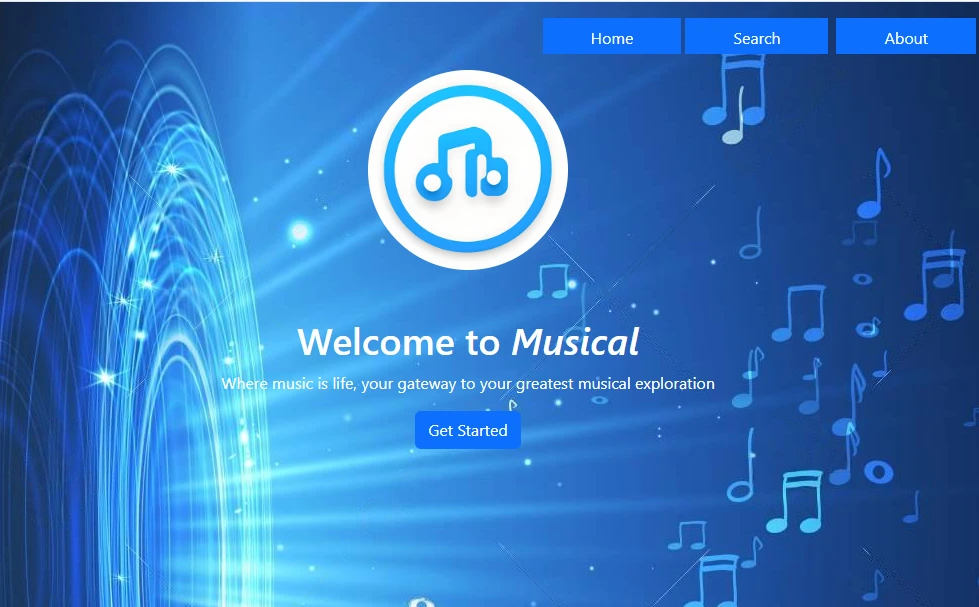 Home Search About
Welcome to Musical
Where music is life, your gateway to your greatest musical exploration
Get Started